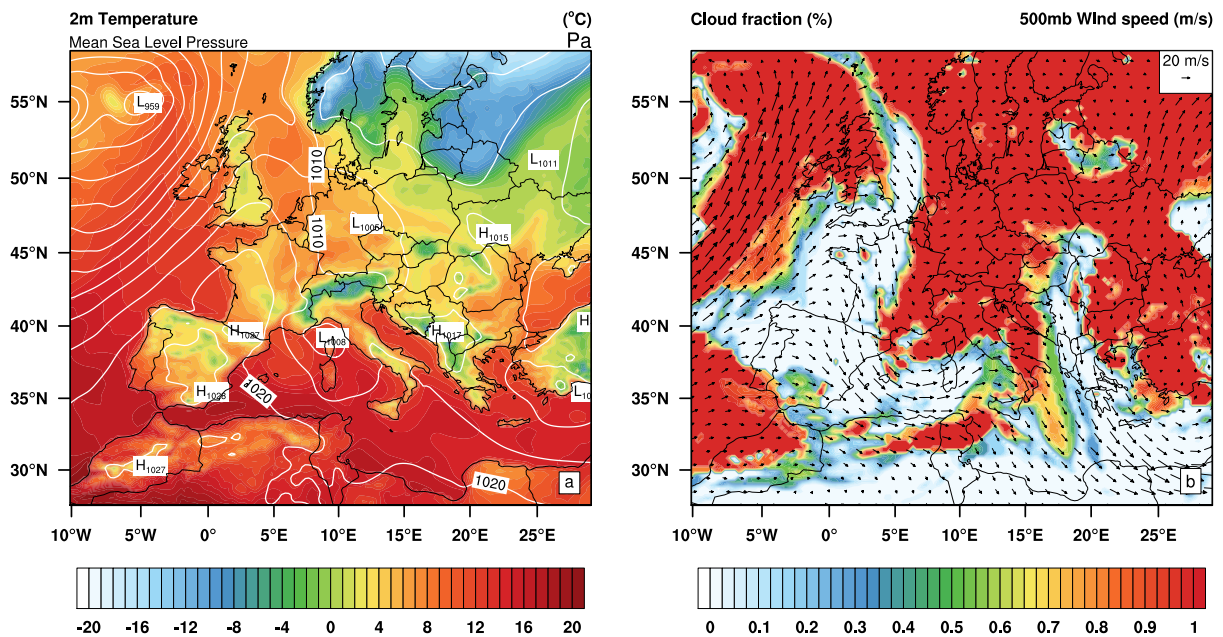 2m Temperature (°C)
Mean Sea Level Pressure Pa
55°N
50°N
45°N
40°N
35°N
30°N
L959
1010
L1011
1010
L1005
H1015
H1027
L1008
H1017
H
H1028
1020
L10
H1027
1020
a
10°W 5°W 0° 5°E 10°E 15°E 20°E 25°E
-20 -16 -12 -8 -4 0 4 8 12 16 20
Cloud fraction (%) 500mb WInd speed (m/s)
20 m/s
55°N
50°N
45°N
40°N
35°N
30°N
b
10°W 5°W 0° 5°E 10°E 15°E 20°E 25°E
0 0.1 0.2 0.3 0.4 0.5 0.6 0.7 0.8 0.9 1